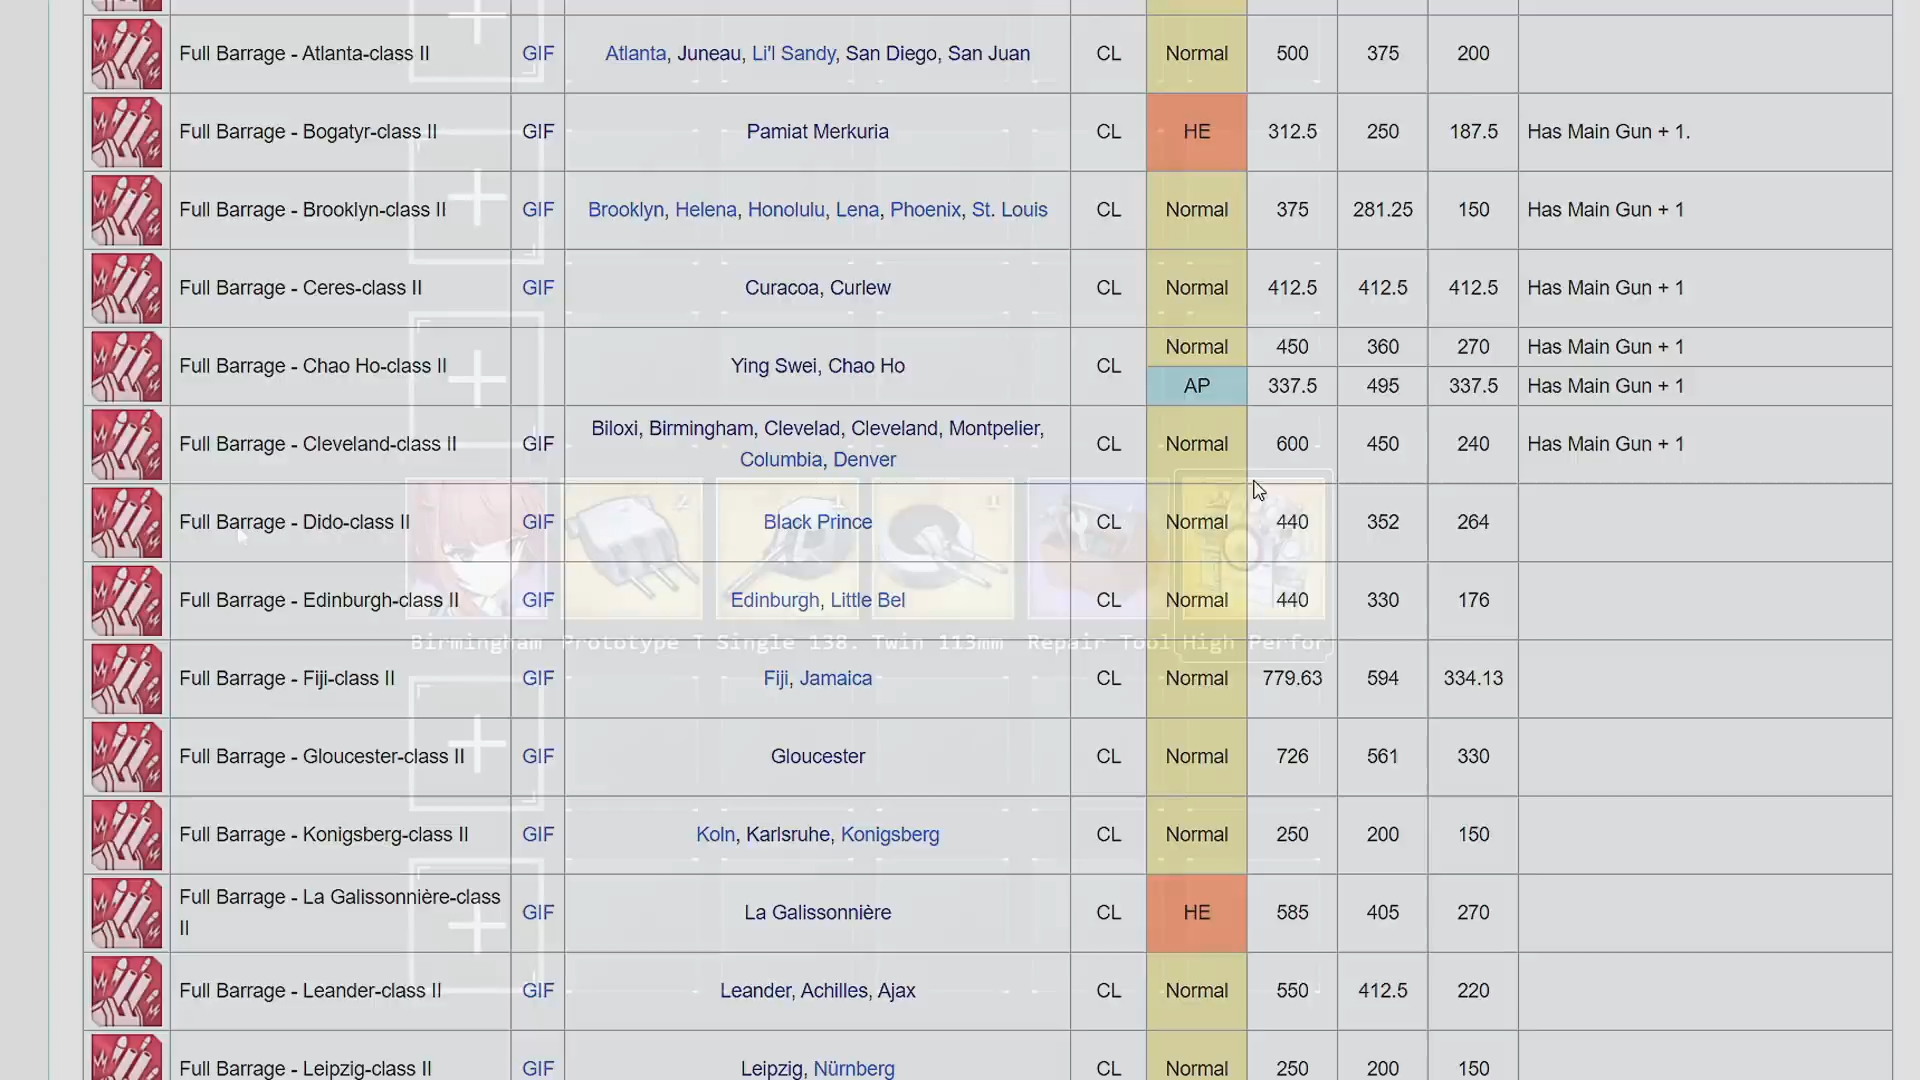 Full Barrage - Atlanta-class II GIF Atlanta, Juneau, Li'l Sandy, San Diego, San Juan CL Normal 500 375 200
Full Barrage - Bogatyr-class II GIF Pamiat Merkuria CL HE 312.5 250 187.5 Has Main Gun + 1.
Full Barrage - Brooklyn-class II GIF Brooklyn, Helena, Honolulu, Lena, Phoenix, St. Louis CL Normal 375 281.25 150 Has Main Gun + 1
Full Barrage - Ceres-class II GIF Curacoa, Curlew CL Normal 412.5 412.5 412.5 Has Main Gun + 1
Normal 450 360 270 Has Main Gun + 1
Full Barrage - Chao Ho-class II Ying Swei, Chao Ho CL
AP 337.5 495 337.5 Has Main Gun + 1
Biloxi, Birmingham, Clevelad, Cleveland, Montpelier,
Full Barrage - Cleveland-class II GIF CL Normal 600 450 240 Has Main Gun + 1
Columbia, Denver
Full Barrage - Dido-class II GIF Black Prince CL Normal 440 352 264
Full Barrage - Edinburgh-class II GIF Edinburgh, Little Bel CL Normal 440 330 176
Birmingham Prototype T Single 138. Twin 113mm Repair Tool High Perfor
Full Barrage - Fiji-class II GIF Fiji, Jamaica CL Normal 779.63 594 334.13
Full Barrage - Gloucester-class II GIF Gloucester CL Normal 726 561 330
Full Barrage - Konigsberg-class II GIF Koln, Karlsruhe, Konigsberg CL Normal 250 200 150
Full Barrage - La Galissonnière-class
GIF La Galissonnière CL HE 585 405 270
II
Full Barrage - Leander-class II GIF Leander, Achilles, Ajax CL Normal 550 412.5 220
Full Barrage - Leipzig-class II GIF Leipzig, Nürnberg CL Normal 250 200 150